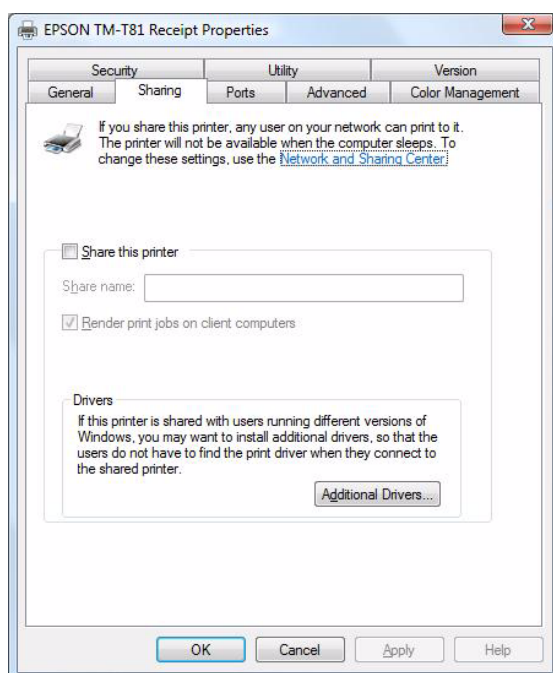 EPSON TM-T81 Receipt Properties
Security Utility Version
General Sharing Ports Advanced Color Management
If you share this printer, any user on your network can print to it.
The printer will not be available when the computer sleeps. To
change these settings, use the Network and Sharing Center.
Share this printer
Share name:
Render print jobs on client computers
Drivers
If this printer is shared with users running different versions of
Windows, you may want to install additional drivers, so that the
users do not have to find the print driver when they connect to
the shared printer.
Additional Drivers...
OK Cancel Apply Help